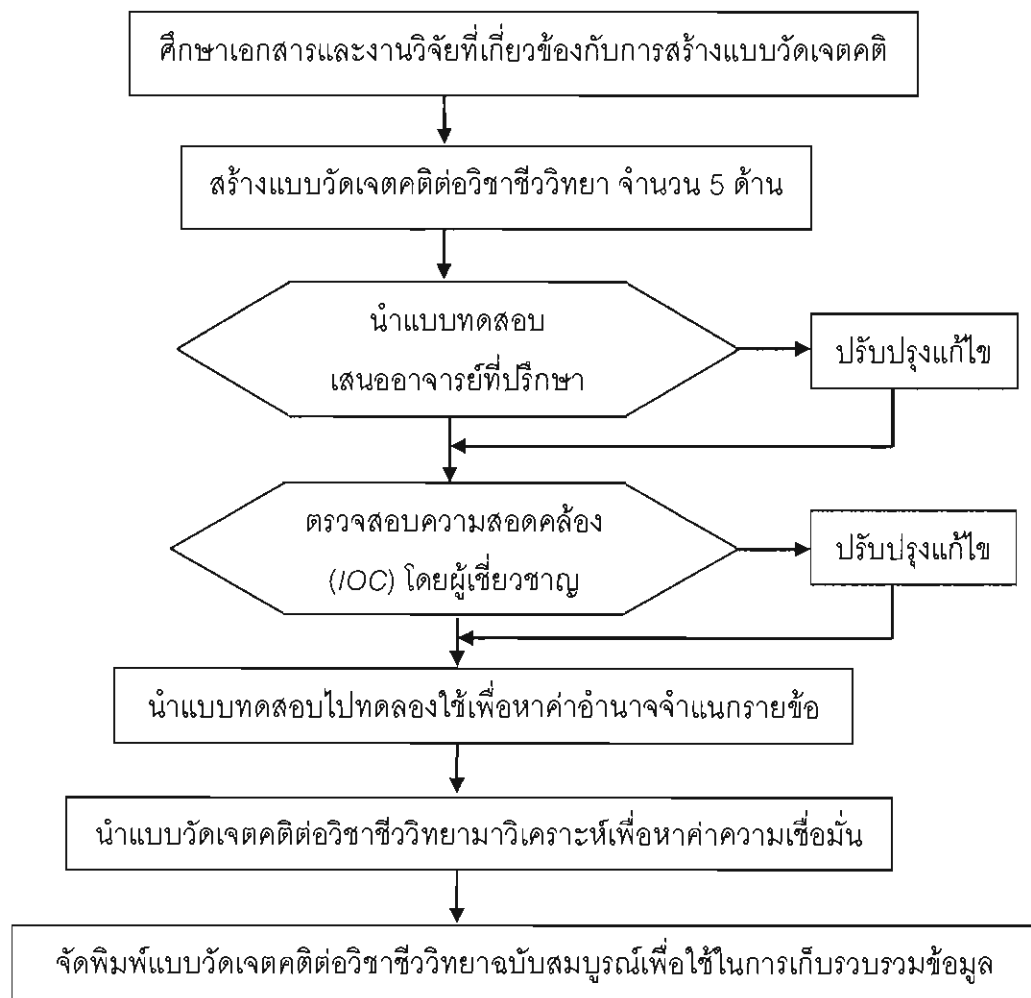 ศึกษาเอกสารและงานวิจัยที่เกี่ยวข้องกับการสร้างแบบวัดเจตคติ
สร้างแบบวัดเจตคติต่อวิชาชีววิทยา จำนวน 5 ด้าน
นำแบบทดสอบ
เสนออาจารย์ที่ปรึกษา
ปรับปรุงแก้ไข
ตรวจสอบความสอดคล้อง
(IOC) โดยผู้เชี่ยวชาญ
ปรับปรุงแก้ไข
นำแบบทดสอบไปทดลองใช้เพื่อหาค่าอำนาจจำแนกรายข้อ
นำแบบวัดเจตคติต่อวิชาชีววิทยามาวิเคราะห์เพื่อหาค่าความเชื่อมั่น
จัดพิมพ์แบบวัดเจตคติต่อวิชาชีววิทยาฉบับสมบูรณ์เพื่อใช้ในการเก็บรวบรวมข้อมูล